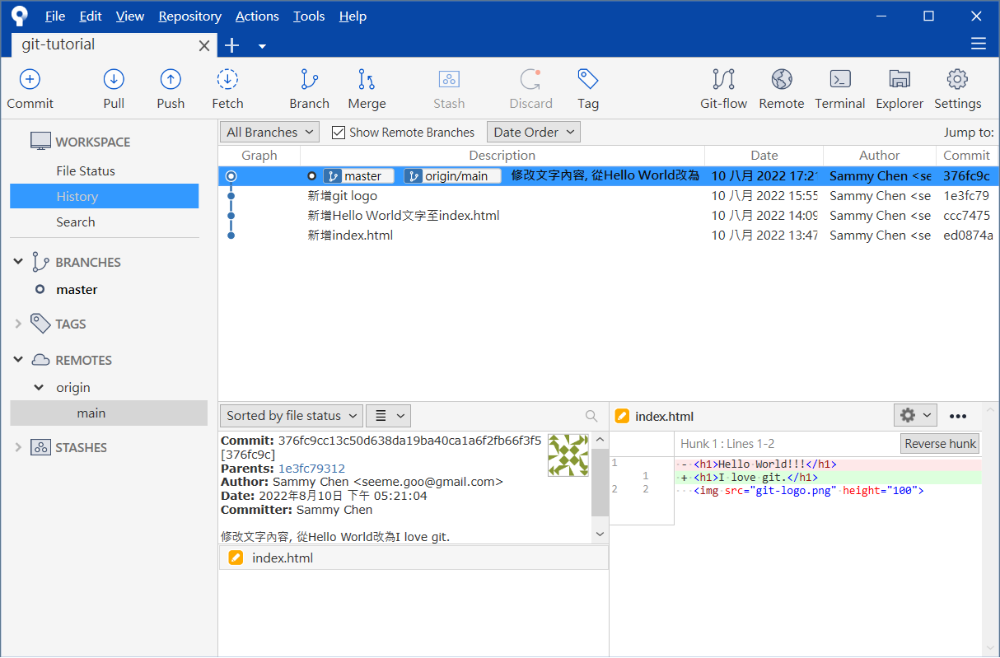 File Edit View Repository Actions Tools Help
git-tutorial
Commit Pull Push Fetch Branch Merge Stash Discard Tag Git-flow Remote Terminal Explorer Settings
WORKSPACE
File Status
History
Search
BRANCHES
master
TAGS
REMOTES
origin
main
STASHES
All Branches Show Remote Branches Date Order Jump to:
Graph Description Date Author Commit
master origin/main 修改文字內容, 從Hello World改為 10 八月 2022 17:21 Sammy Chen <se 376fc9c
新增git logo 10 八月 2022 15:55 Sammy Chen <se 1e3fc79
新增Hello World文字至index.html 10 八月 2022 14:09 Sammy Chen <se ccc7475
新增index.html 10 八月 2022 13:47 Sammy Chen <se ed0874a
Sorted by file status
Commit: 376fc9cc13c50d638da19ba40ca1a6f2fb66f3f5
[376fc9c]
Parents: 1e3fc79312
Author: Sammy Chen <seeme.goo@gmail.com>
Date: 2022年8月10日 下午 05:21:04
Committer: Sammy Chen
修改文字內容, 從Hello World改為I love git.
index.html
index.html
Hunk 1 : Lines 1-2 Reverse hunk
1 - <h1>Hello World!!!</h1>
1 + <h1>I love git.</h1>
2 2 <img src="git-logo.png" height="100">